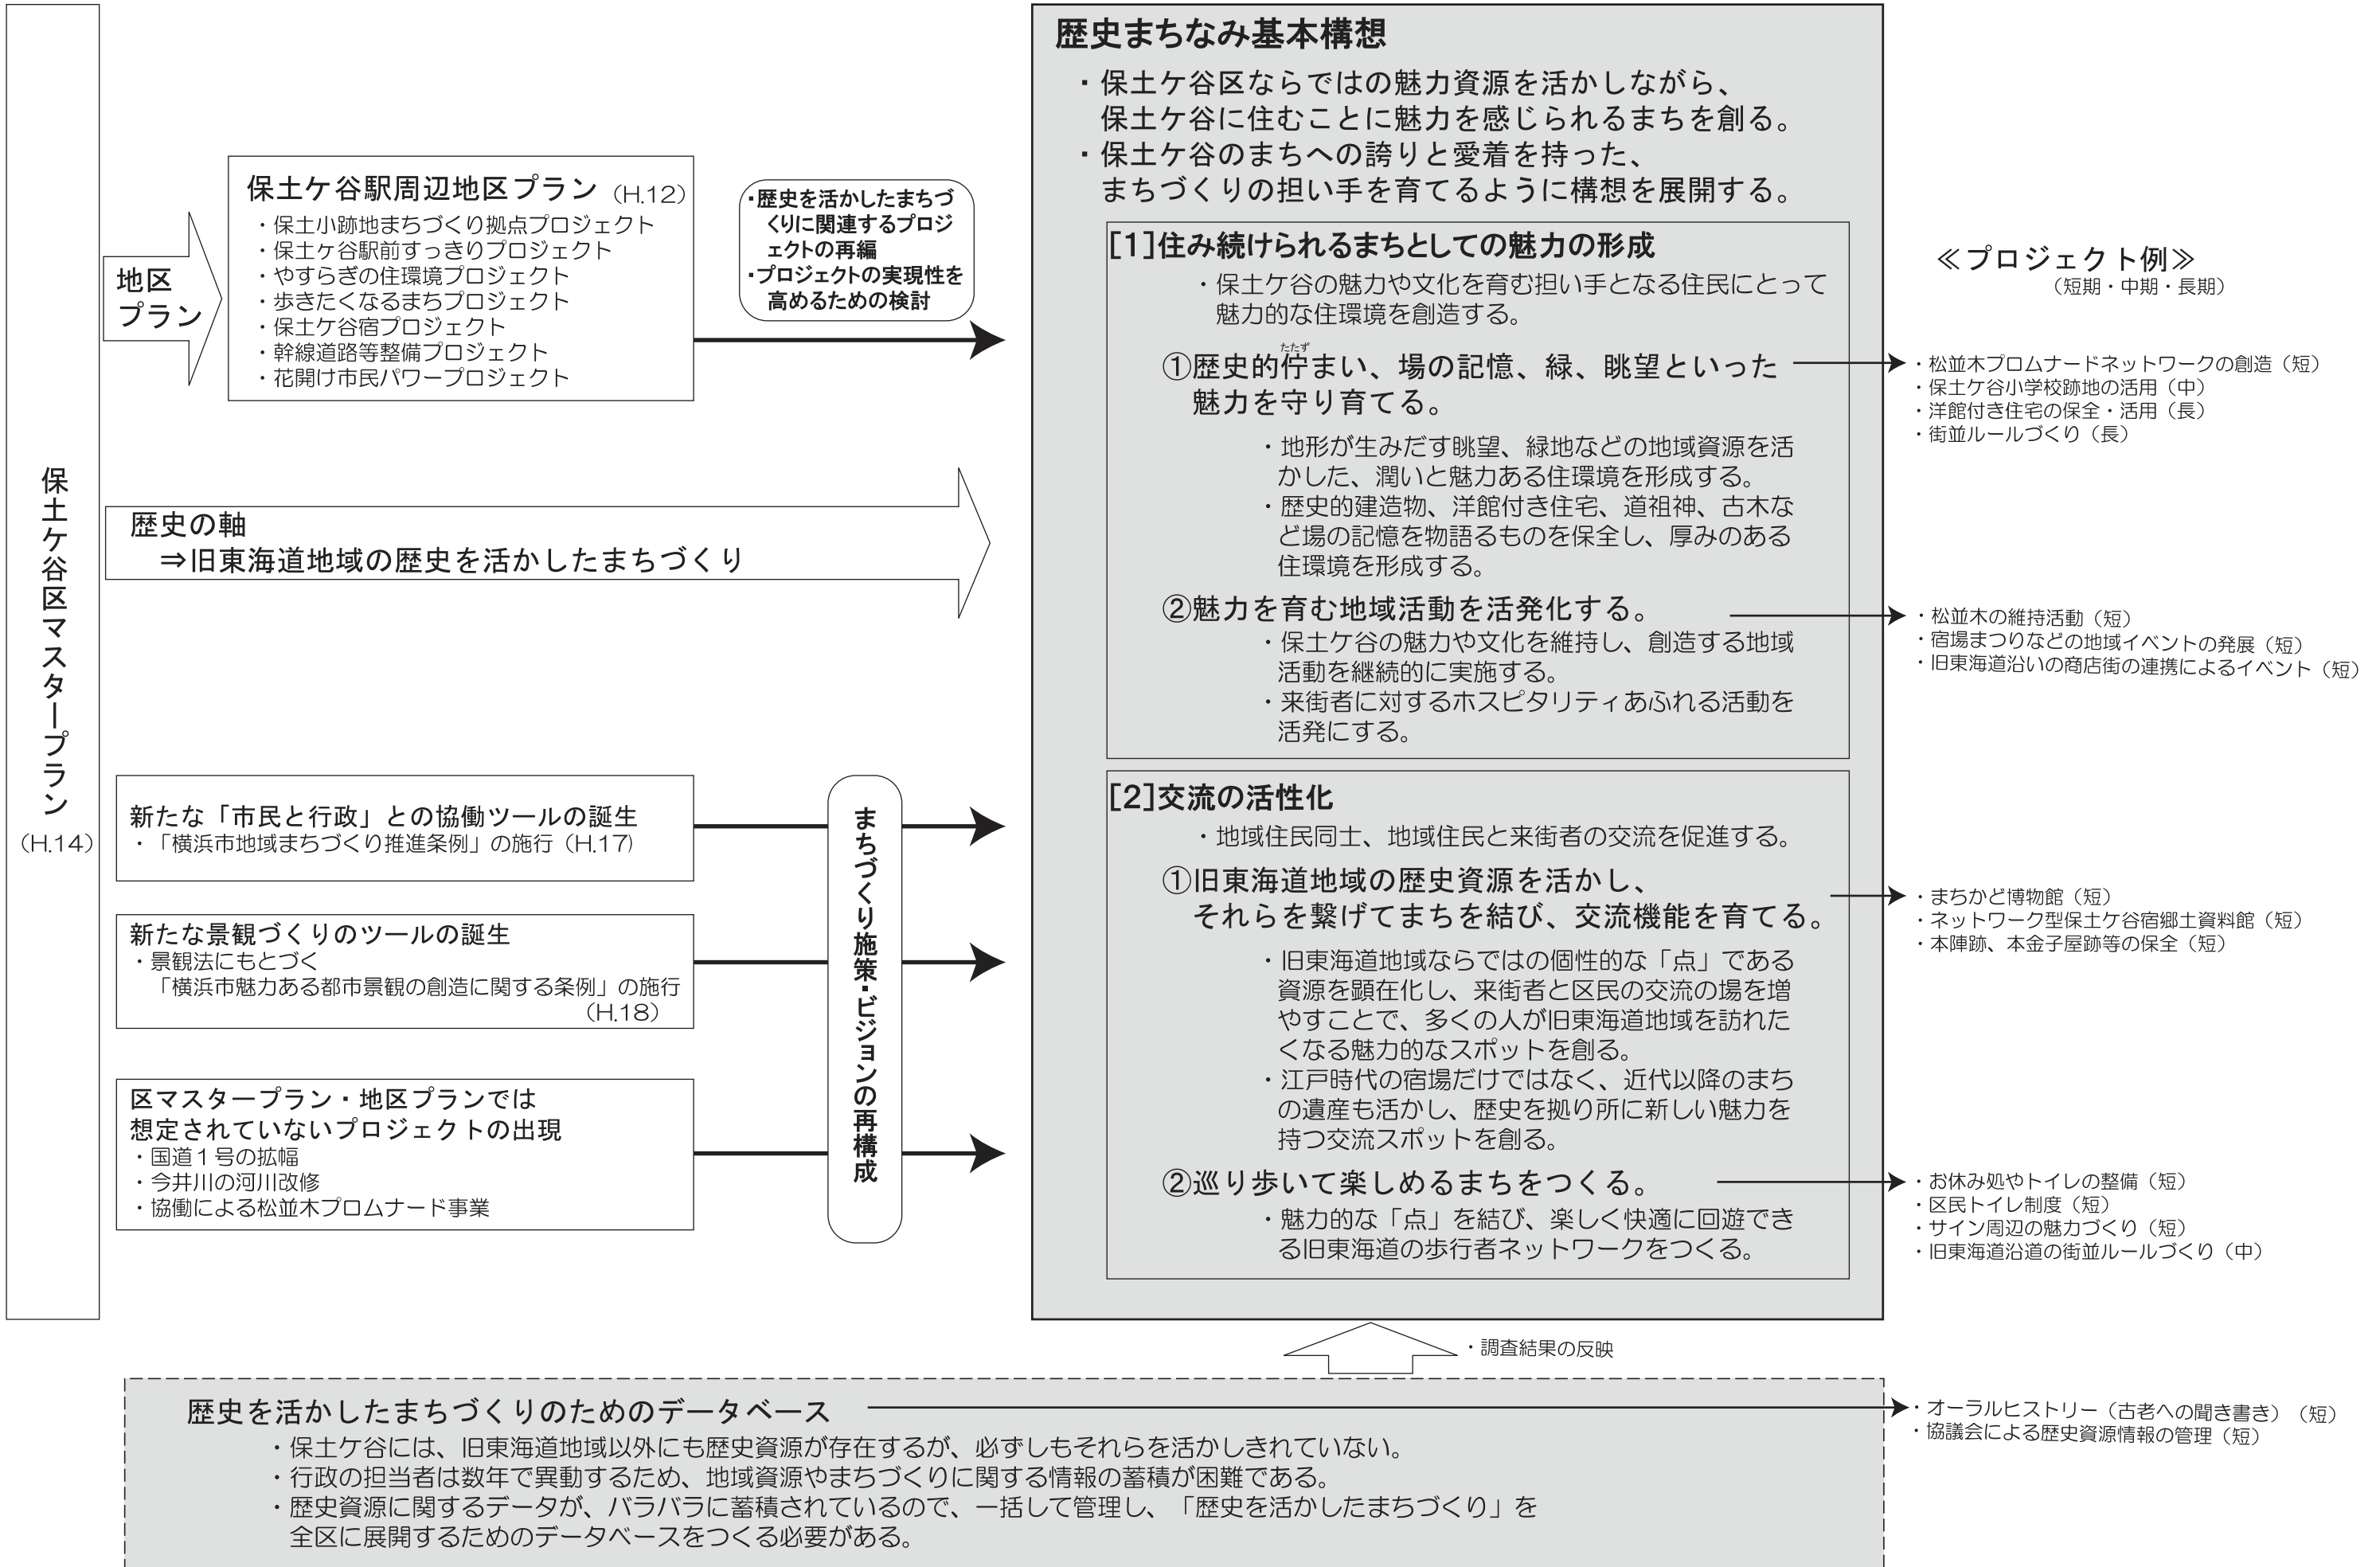 保土ケ谷区マスタープラン
(H.14)
地区
プラン
保土ケ谷駅周辺地区プラン (H.12)
・保土小跡地まちづくり拠点プロジェクト
・保土ヶ谷駅前すっきりプロジェクト
・やすらぎの住環境プロジェクト
・歩きたくなるまちプロジェクト
・保土ケ谷宿プロジェクト
・幹線道路等整備プロジェクト
・花開け市民パワープロジェクト
・歴史を活かしたまちづ
くりに関連するプロジ
ェクトの再編
・プロジェクトの実現性を
高めるための検討
歴史の軸
⇒旧東海道地域の歴史を活かしたまちづくり
新たな「市民と行政」との協働ツールの誕生
・「横浜市地域まちづくり推進条例」の施行(H.17)
新たな景観づくりのツールの誕生
・景観法にもとづく
「横浜市魅力ある都市景観の創造に関する条例」の施行
(H.18)
区マスタープラン・地区プランでは
想定されていないプロジェクトの出現
・国道1号の拡幅
・今井川の河川改修
・協働による松並木プロムナード事業
まちづくり施策・ビジョンの再構成
歴史まちなみ基本構想
・保土ケ谷区ならではの魅力資源を活かしながら、
保土ケ谷に住むことに魅力を感じられるまちを創る。
・保土ケ谷のまちへの誇りと愛着を持った、
まちづくりの担い手を育てるように構想を展開する。
[1]住み続けられるまちとしての魅力の形成
・保土ケ谷の魅力や文化を育む担い手となる住民にとって
魅力的な住環境を創造する。
たたず
①歴史的佇まい、場の記憶、緑、眺望といった
魅力を守り育てる。
・地形が生みだす眺望、緑地などの地域資源を活
かした、潤いと魅力ある住環境を形成する。
・歴史的建造物、洋館付き住宅、道祖神、古木な
ど場の記憶を物語るものを保全し、厚みのある
住環境を形成する。
②魅力を育む地域活動を活発化する。
・保土ケ谷の魅力や文化を維持し、創造する地域
活動を継続的に実施する。
・来街者に対するホスピタリティあふれる活動を
活発にする。
[2]交流の活性化
・地域住民同士、地域住民と来街者の交流を促進する。
①旧東海道地域の歴史資源を活かし、
それらを繋げてまちを結び、交流機能を育てる。
・旧東海道地域ならではの個性的な「点」である
資源を顕在化し、来街者と区民の交流の場を増
やすことで、多くの人が旧東海道地域を訪れた
くなる魅力的なスポットを創る。
・江戸時代の宿場だけではなく、近代以降のまち
の遺産も活かし、歴史を拠り所に新しい魅力を
持つ交流スポットを創る。
②巡り歩いて楽しめるまちをつくる。
・魅力的な「点」を結び、楽しく快適に回遊でき
る旧東海道の歩行者ネットワークをつくる。
≪プロジェクト例≫
(短期・中期・長期)
・松並木プロムナードネットワークの創造(短)
・保土ケ谷小学校跡地の活用(中)
・洋館付き住宅の保全・活用(長)
・街並ルールづくり(長)
・松並木の維持活動(短)
・宿場まつりなどの地域イベントの発展(短)
・旧東海道沿いの商店街の連携によるイベント(短)
・まちかど博物館(短)
・ネットワーク型保土ケ谷宿郷土資料館(短)
・本陣跡、本金子屋跡等の保全(短)
・お休み処やトイレの整備(短)
・区民トイレ制度(短)
・サイン周辺の魅力づくり(短)
・旧東海道沿道の街並ルールづくり(中)
・調査結果の反映
歴史を活かしたまちづくりのためのデータベース
・保土ケ谷には、旧東海道地域以外にも歴史資源が存在するが、必ずしもそれらを活かしきれていない。
・行政の担当者は数年で異動するため、地域資源やまちづくりに関する情報の蓄積が困難である。
・歴史資源に関するデータが、バラバラに蓄積されているので、一括して管理し、「歴史を活かしたまちづくり」を
全区に展開するためのデータベースをつくる必要がある。
・オーラルヒストリー(古老への聞き書き)(短)
・協議会による歴史資源情報の管理(短)